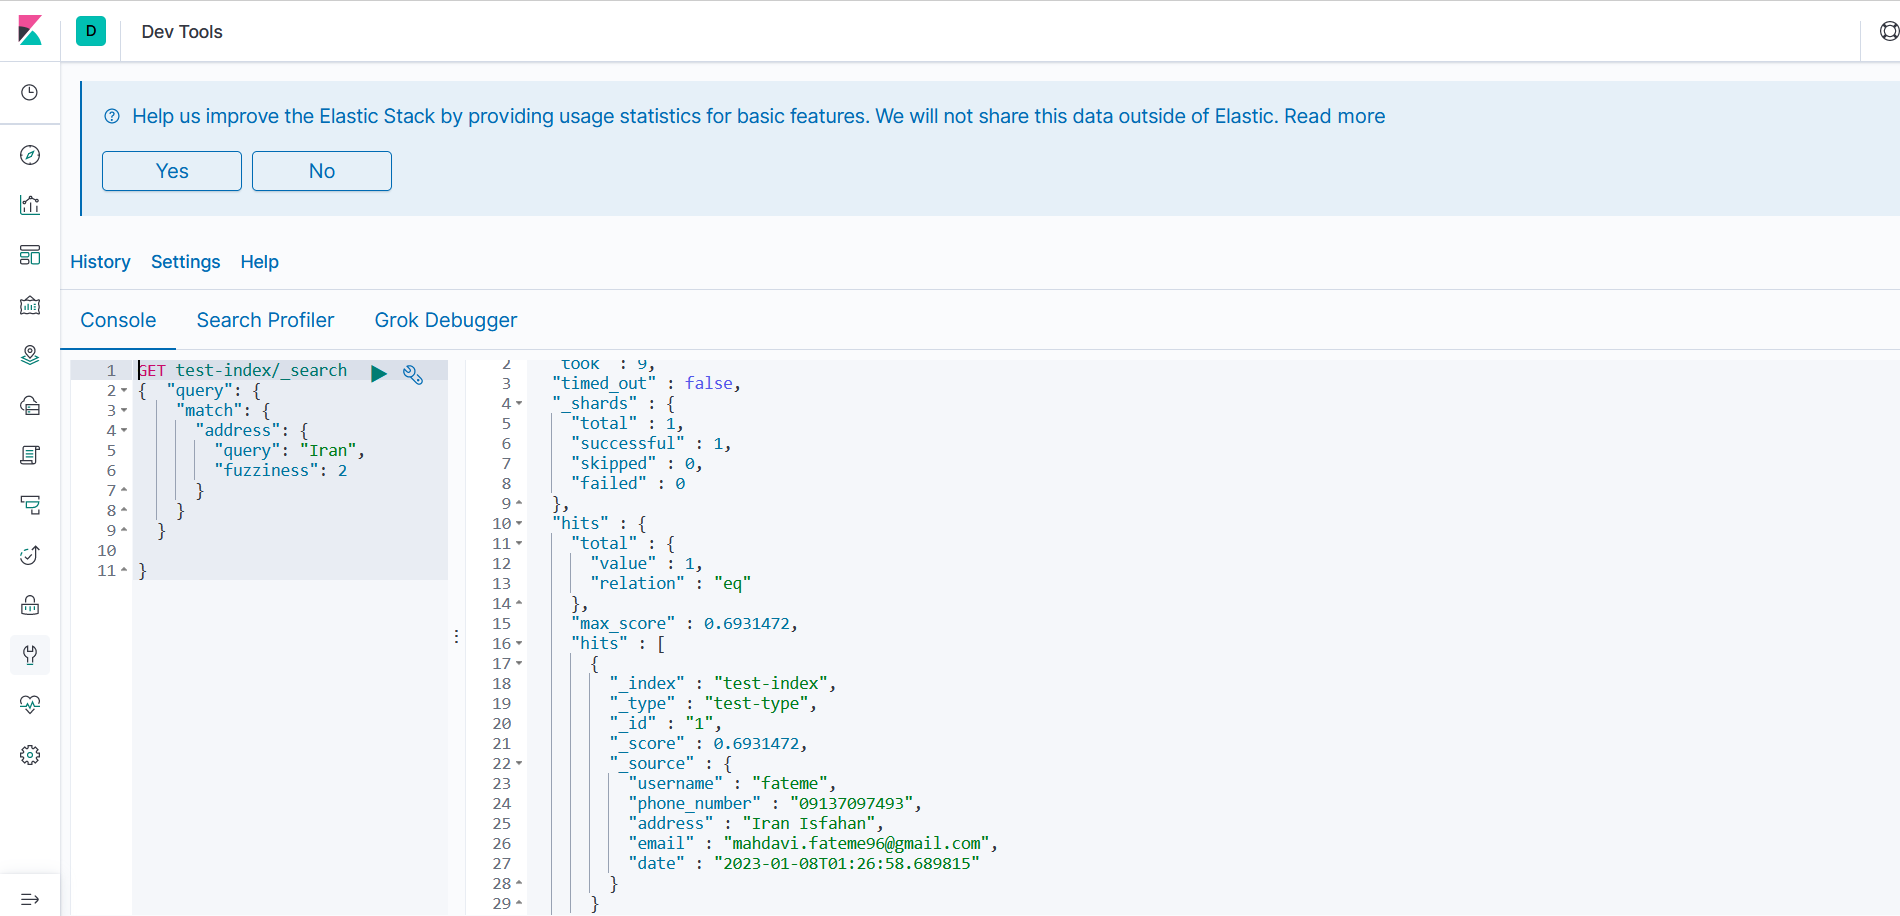 D Dev Tools
Help us improve the Elastic Stack by providing usage statistics for basic features. We will not share this data outside of Elastic. Read more
Yes No
History Settings Help
Console Search Profiler Grok Debugger
1 GET test-index/_search
2 { "query": {
3 "match": {
4 "address": {
5 "query": "Iran",
6 "fuzziness": 2
7 }
8 }
9 }
10
11 }
2 took : 9,
3 "timed_out" : false,
4 "_shards" : {
5 "total" : 1,
6 "successful" : 1,
7 "skipped" : 0,
8 "failed" : 0
9 },
10 "hits" : {
11 "total" : {
12 "value" : 1,
13 "relation" : "eq"
14 },
15 "max_score" : 0.6931472,
16 "hits" : [
17 {
18 "_index" : "test-index",
19 "_type" : "test-type",
20 "_id" : "1",
21 "_score" : 0.6931472,
22 "_source" : {
23 "username" : "fateme",
24 "phone_number" : "09137097493",
25 "address" : "Iran Isfahan",
26 "email" : "mahdavi.fateme96@gmail.com",
27 "date" : "2023-01-08T01:26:58.689815"
28 }
29 }